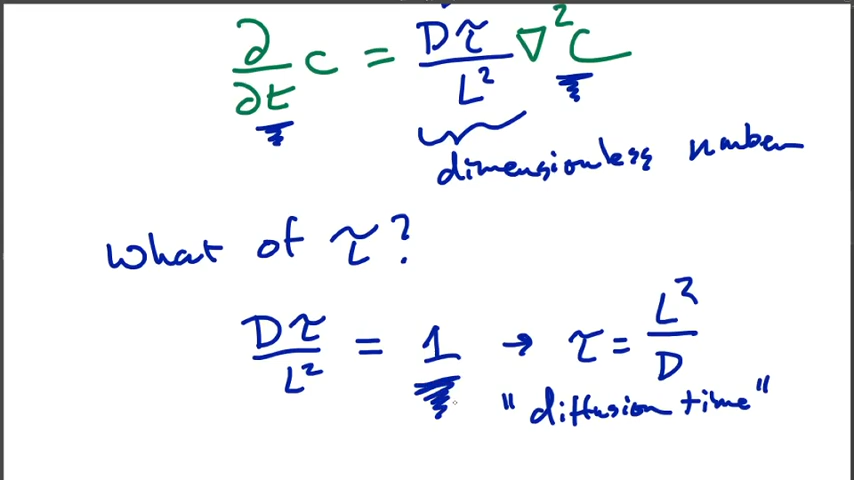 ∂/∂t c = Dτ/L² ∇²c
dimensionless number
What of τ?
Dτ/L² = 1 → τ = L²/D
"diffusion time"